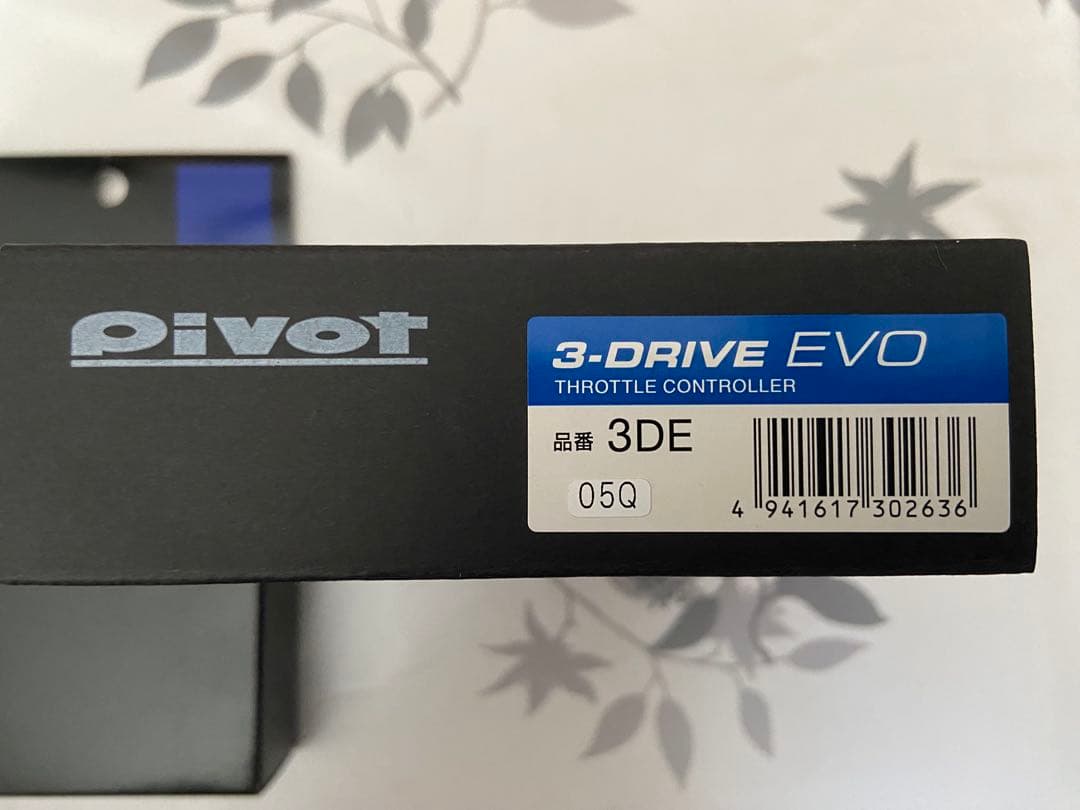 Pivot
3-DRIVE EVO
THROTTLE CONTROLLER
品番 3DE
05Q
4 941617 302636